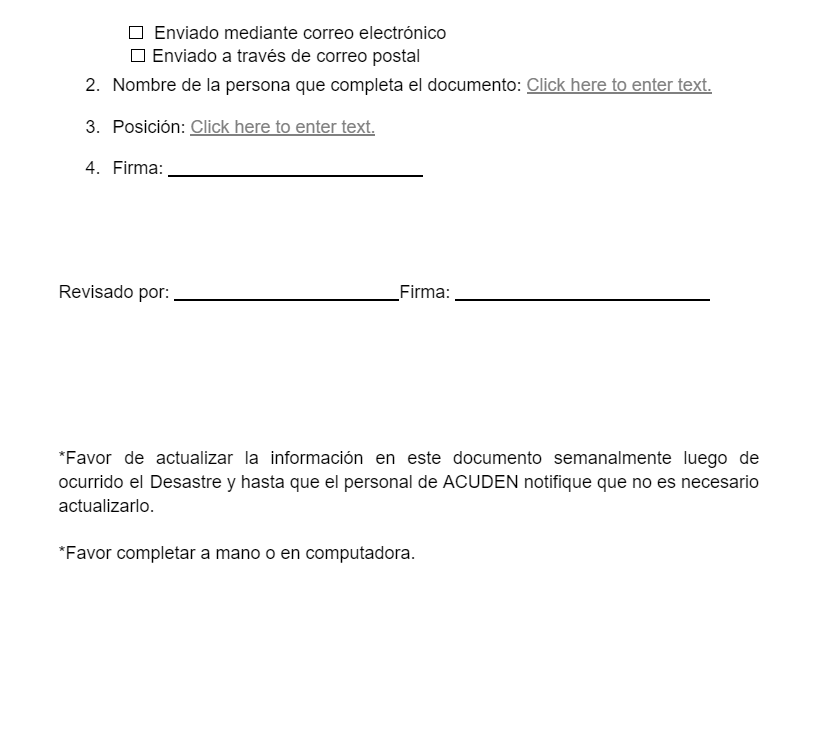 ☐ Enviado mediante correo electrónico
☐ Enviado a través de correo postal
2. Nombre de la persona que completa el documento: Click here to enter text.
3. Posición: Click here to enter text.
4. Firma: 
Revisado por: Firma: 
*Favor de actualizar la información en este documento semanalmente luego de
ocurrido el Desastre y hasta que el personal de ACUDEN notifique que no es necesario
actualizarlo.
*Favor completar a mano o en computadora.